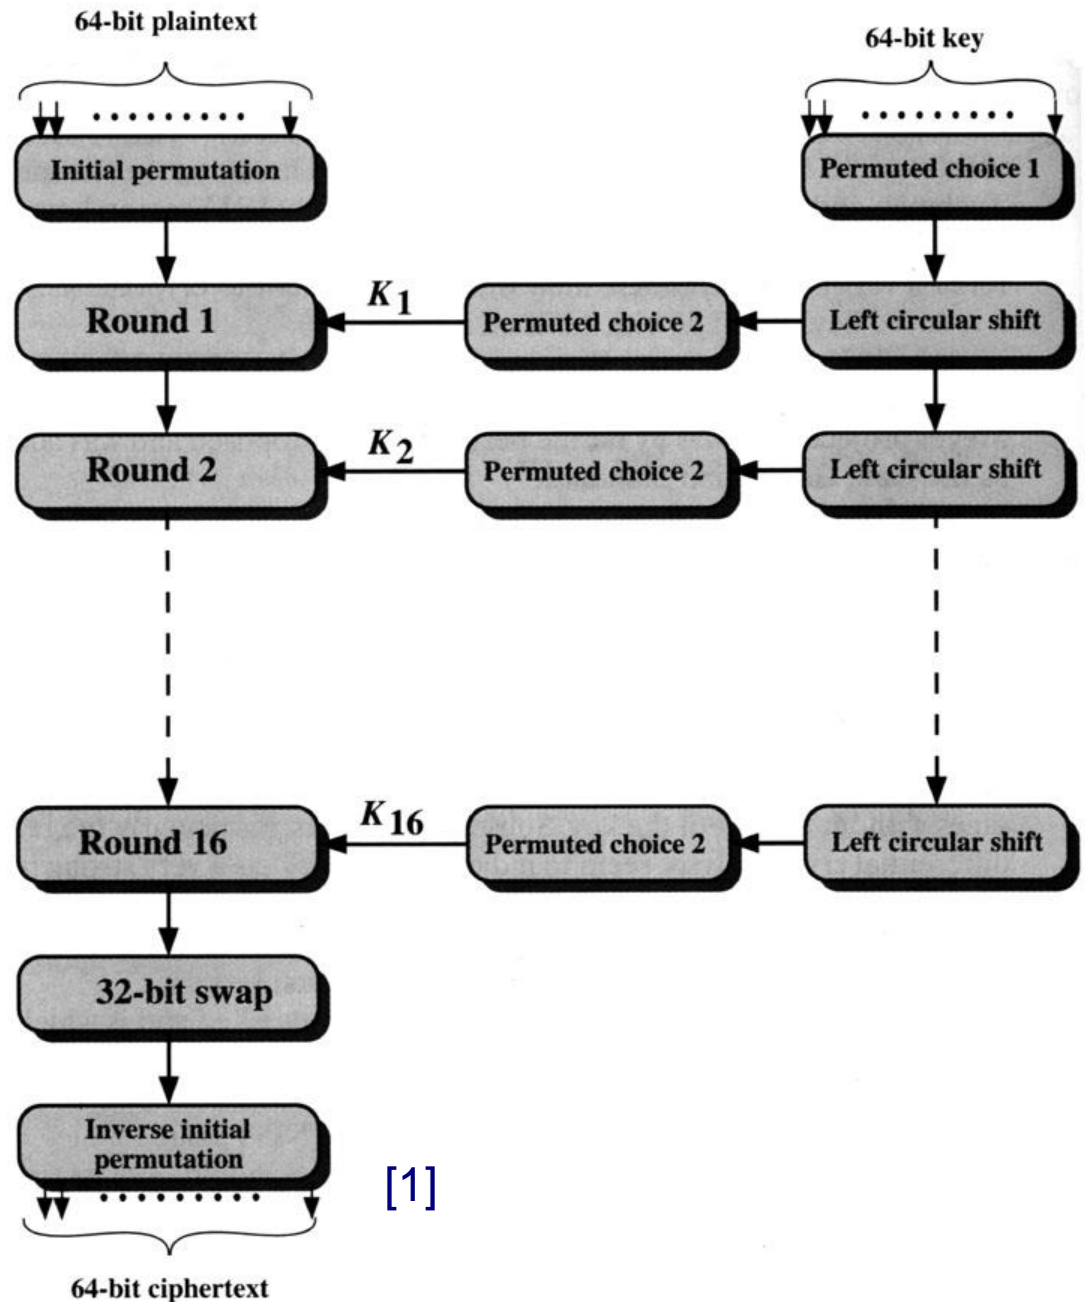 64-bit plaintext
64-bit key
Initial permutation
Permuted choice 1
Round 1
K1
Permuted choice 2
Left circular shift
Round 2
K2
Permuted choice 2
Left circular shift
Round 16
K16
Permuted choice 2
Left circular shift
32-bit swap
Inverse initial
permutation
[1]
64-bit ciphertext